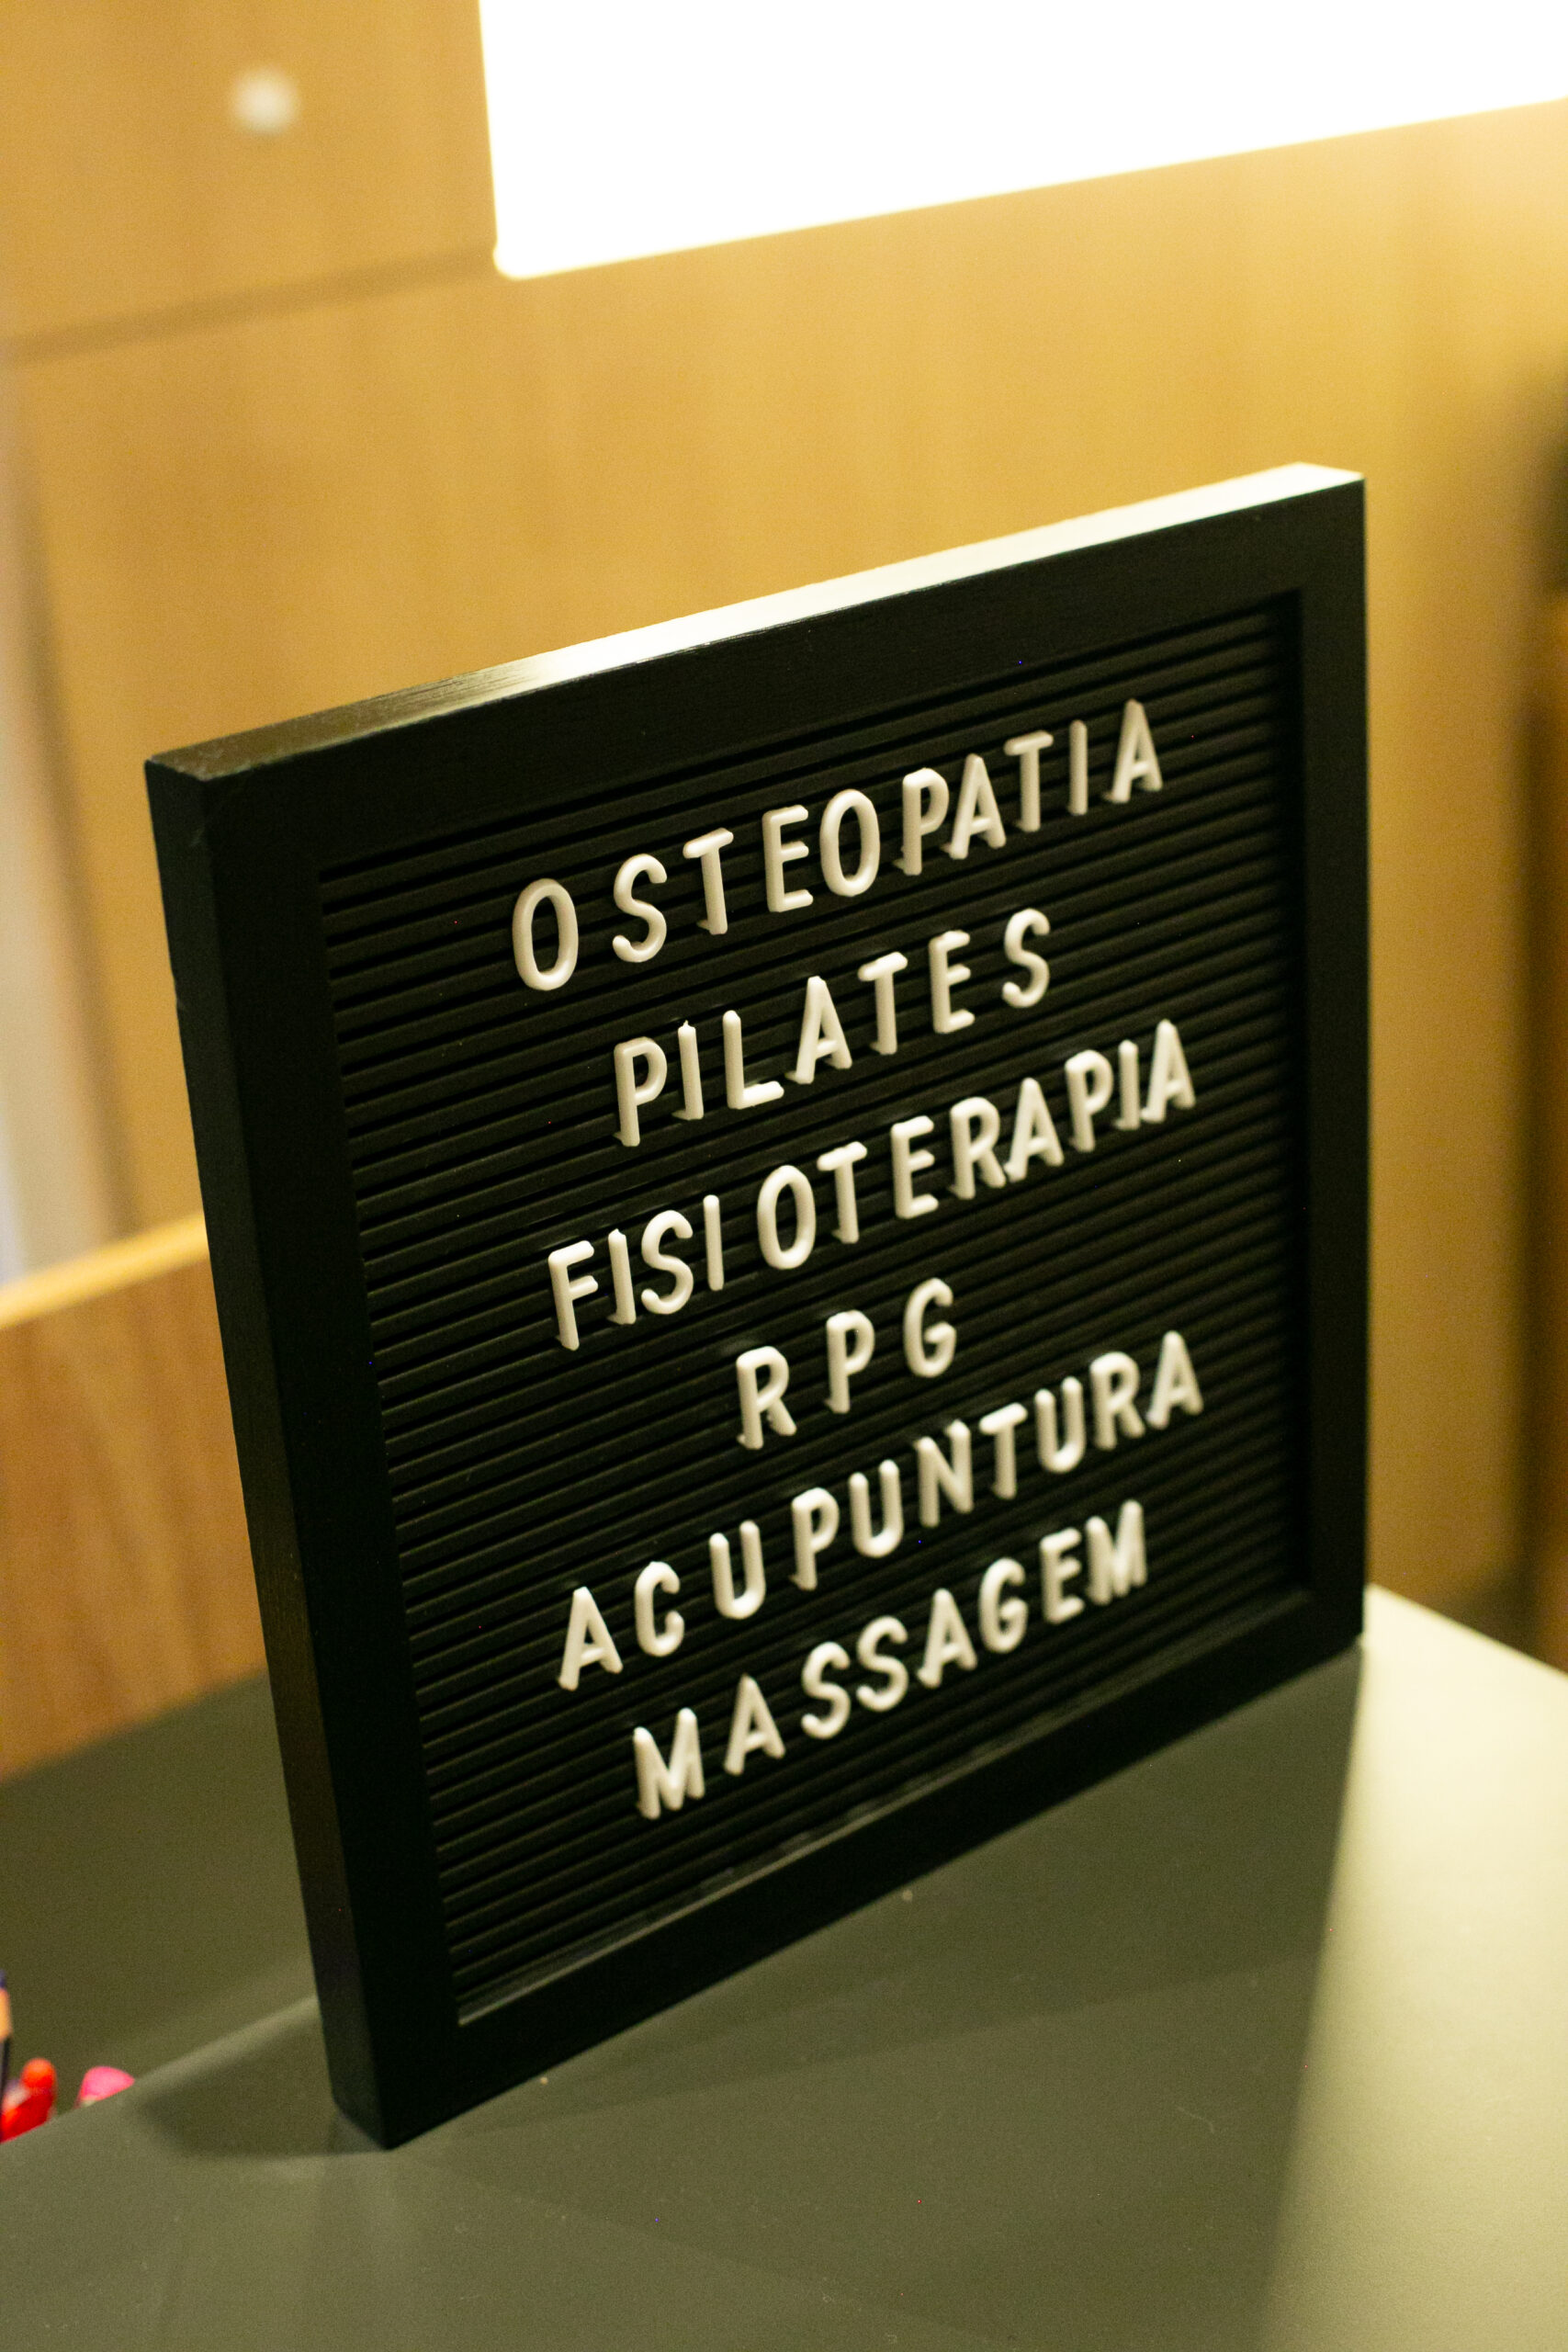 OSTEOPATIA
PILATES
FISIOTERAPIA
RPG
ACUPUNTURA
MASSAGEM